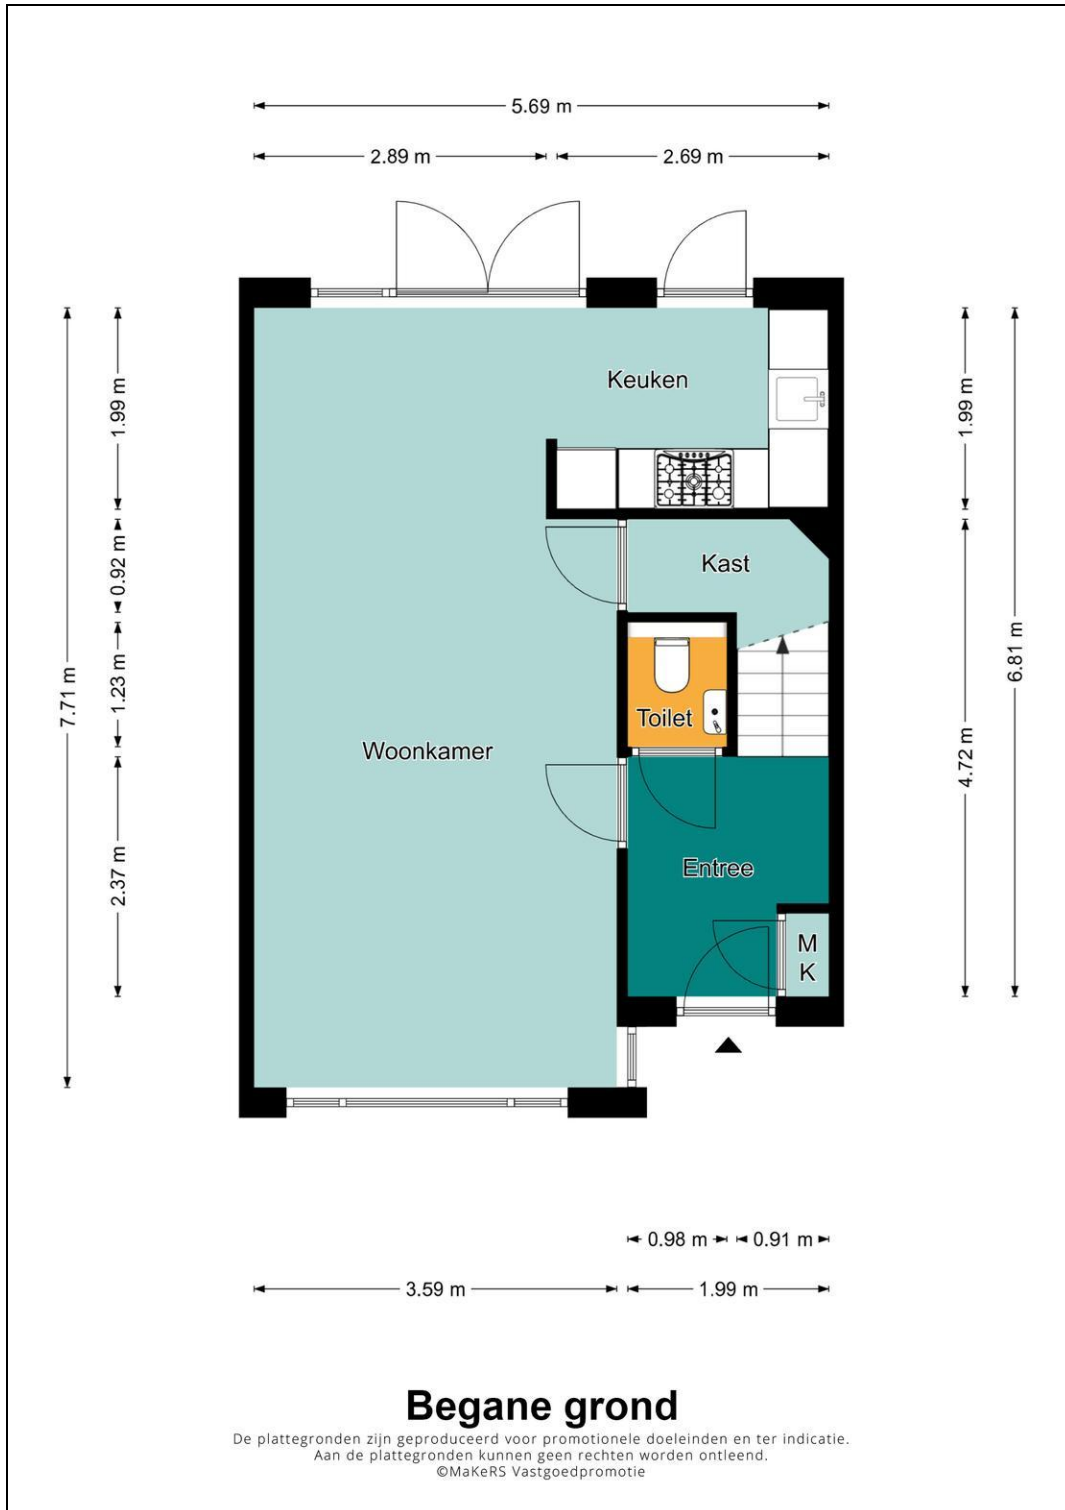 5.69 m
2.89 m
2.69 m
1.99 m
0.92 m
1.23 m
2.37 m
7.71 m
1.99 m
4.72 m
6.81 m
Keuken
Kast
Toilet
Woonkamer
Entree
M
K
0.98 m
0.91 m
3.59 m
1.99 m
Begane grond
De plattegronden zijn geproduceerd voor promotionele doeleinden en ter indicatie.
Aan de plattegronden kunnen geen rechten worden ontleend.
©MaKeRS Vastgoedpromotie